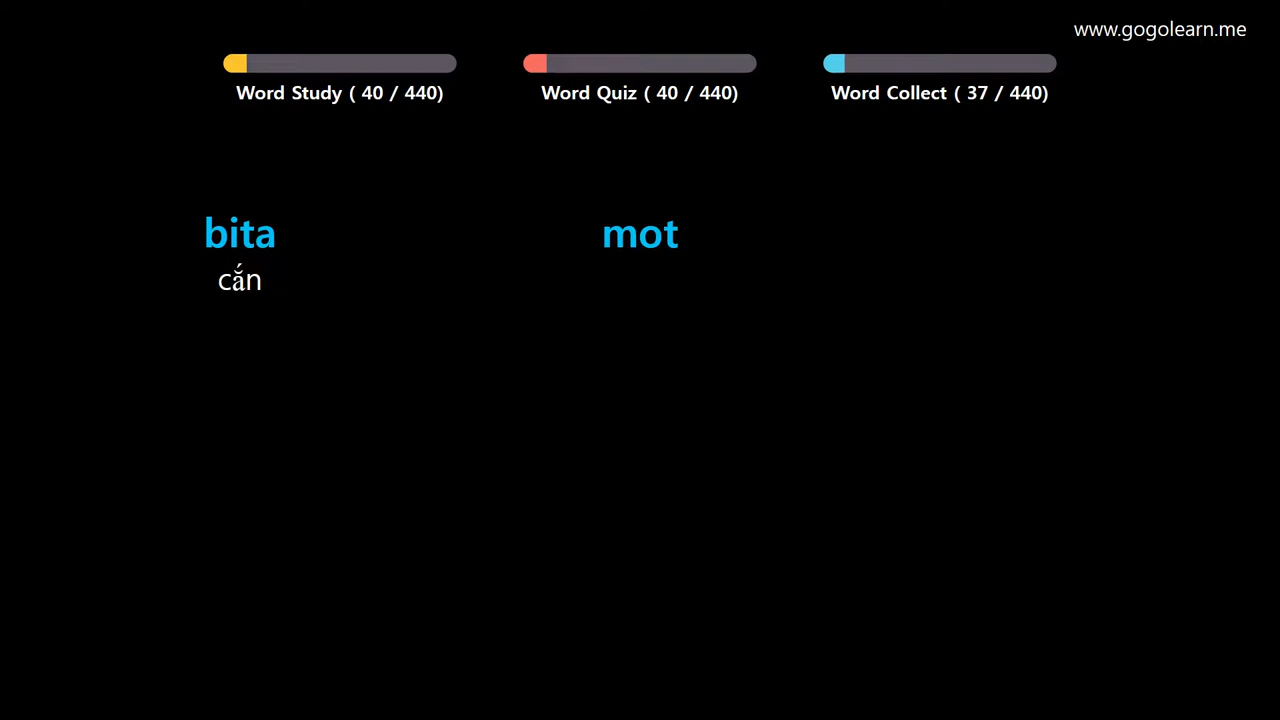 www.gogolearn.me
Word Study ( 40 / 440)
Word Quiz ( 40 / 440)
Word Collect ( 37 / 440)
bita
mot
cắn